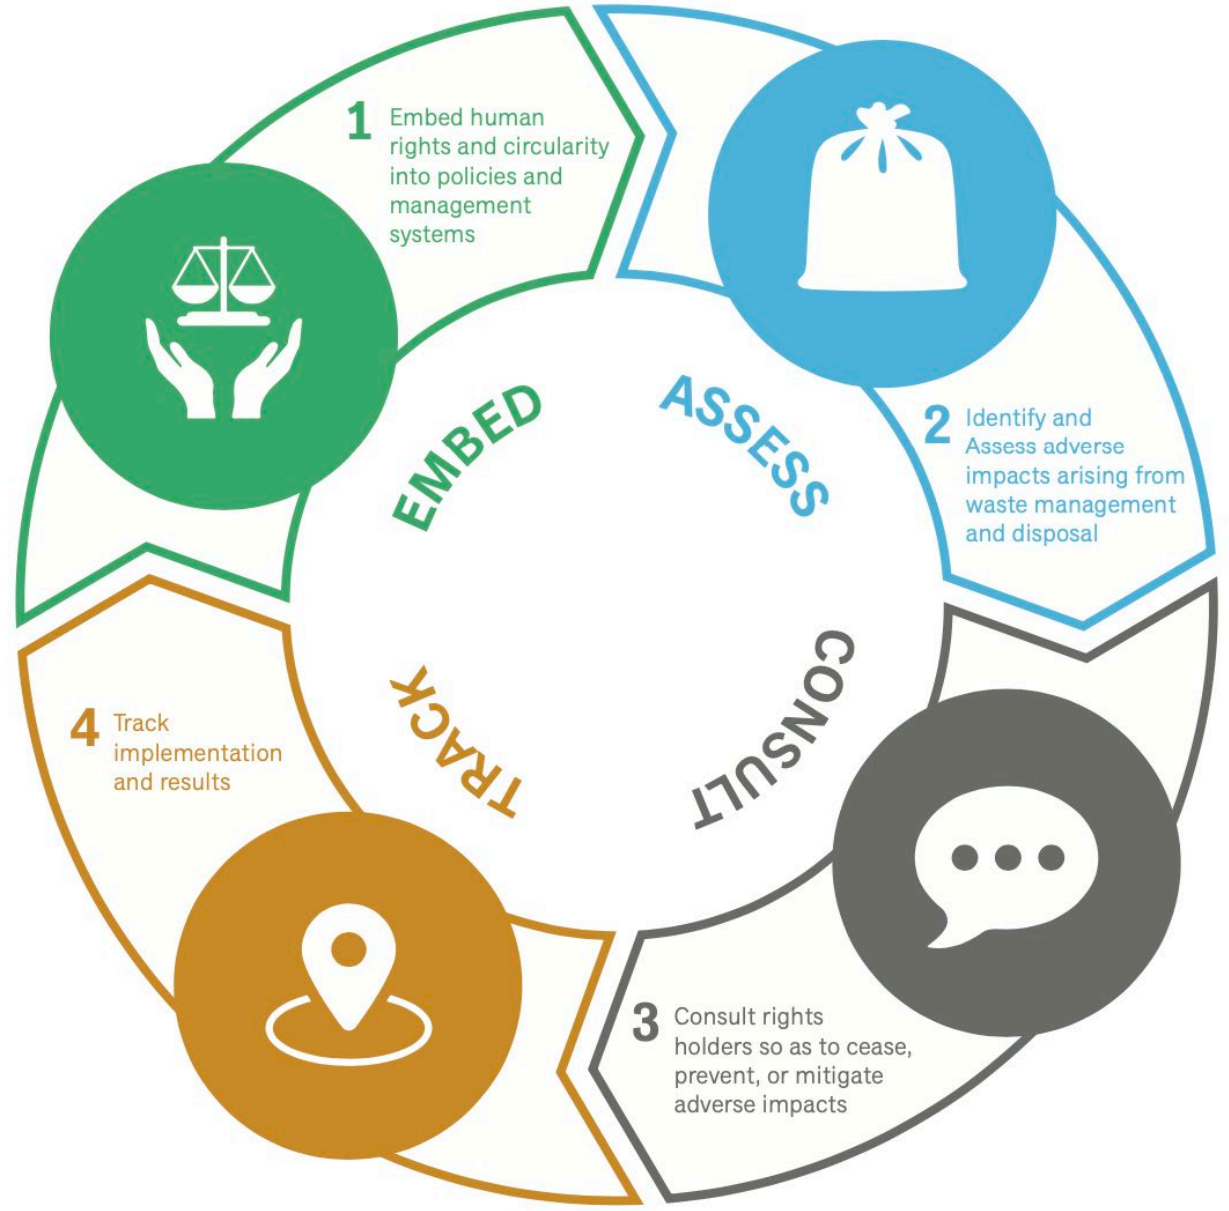 1
Embed human
rights and circularity
into policies and
management
systems
EMBED
ASSESS
2
Identify and
Assess adverse
impacts arising from
waste management
and disposal
CONSULT
3
Consult rights
holders so as to cease,
prevent, or mitigate
adverse impacts
TRACK
4
Track
implementation
and results